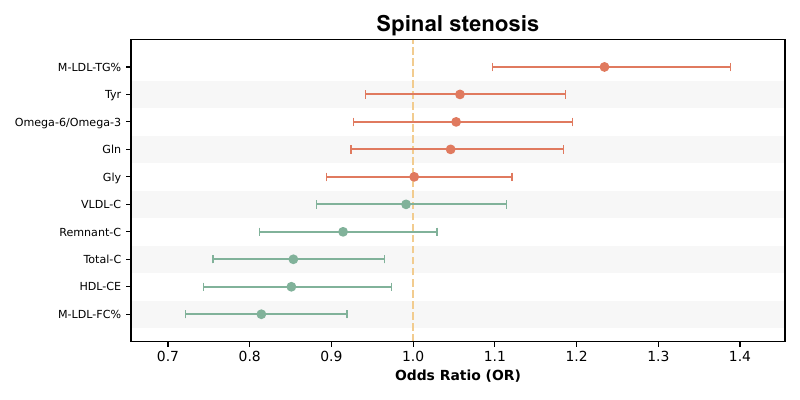 Spinal stenosis
M-LDL-TG%
Tyr
Omega-6/Omega-3
Gln
Gly
VLDL-C
Remnant-C
Total-C
HDL-CE
M-LDL-FC%
0.7 0.8 0.9 1.0 1.1 1.2 1.3 1.4
Odds Ratio (OR)